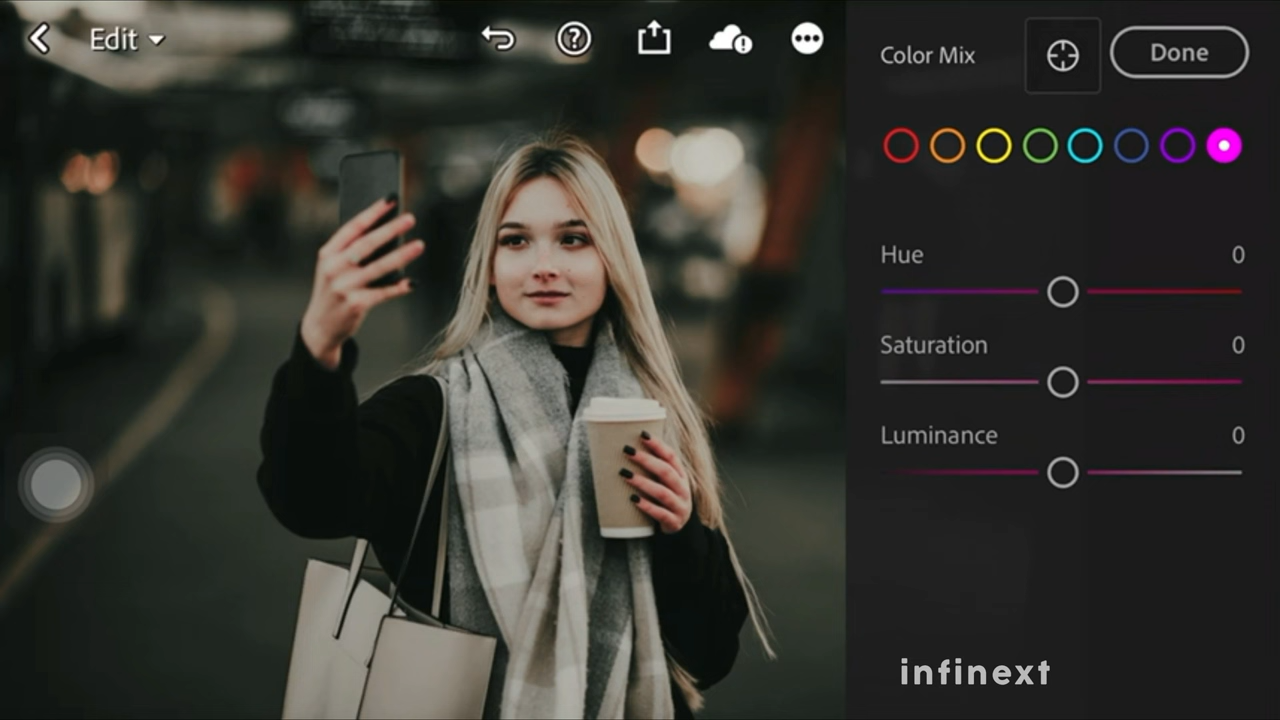 Edit
Color Mix
Done
Hue 0
Saturation 0
Luminance 0
infinext